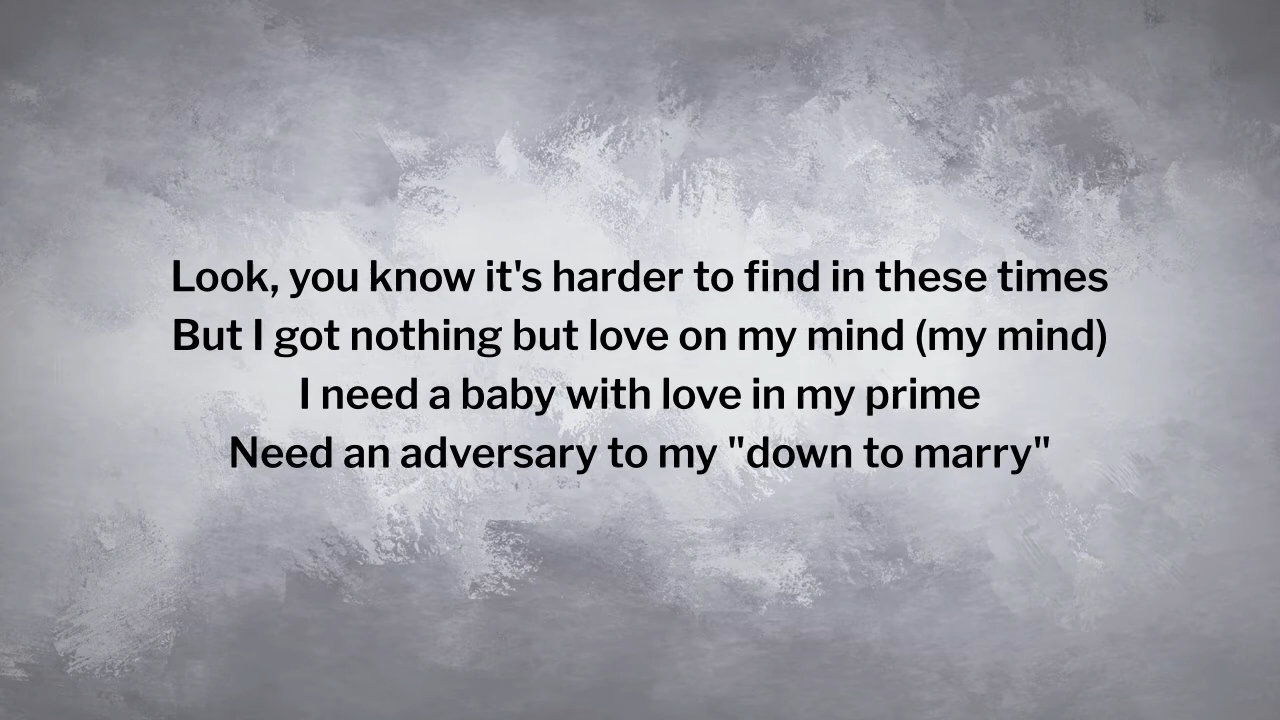 Look, you know it's harder to find in these times
But I got nothing but love on my mind (my mind)
I need a baby with love in my prime
Need an adversary to my "down to marry"